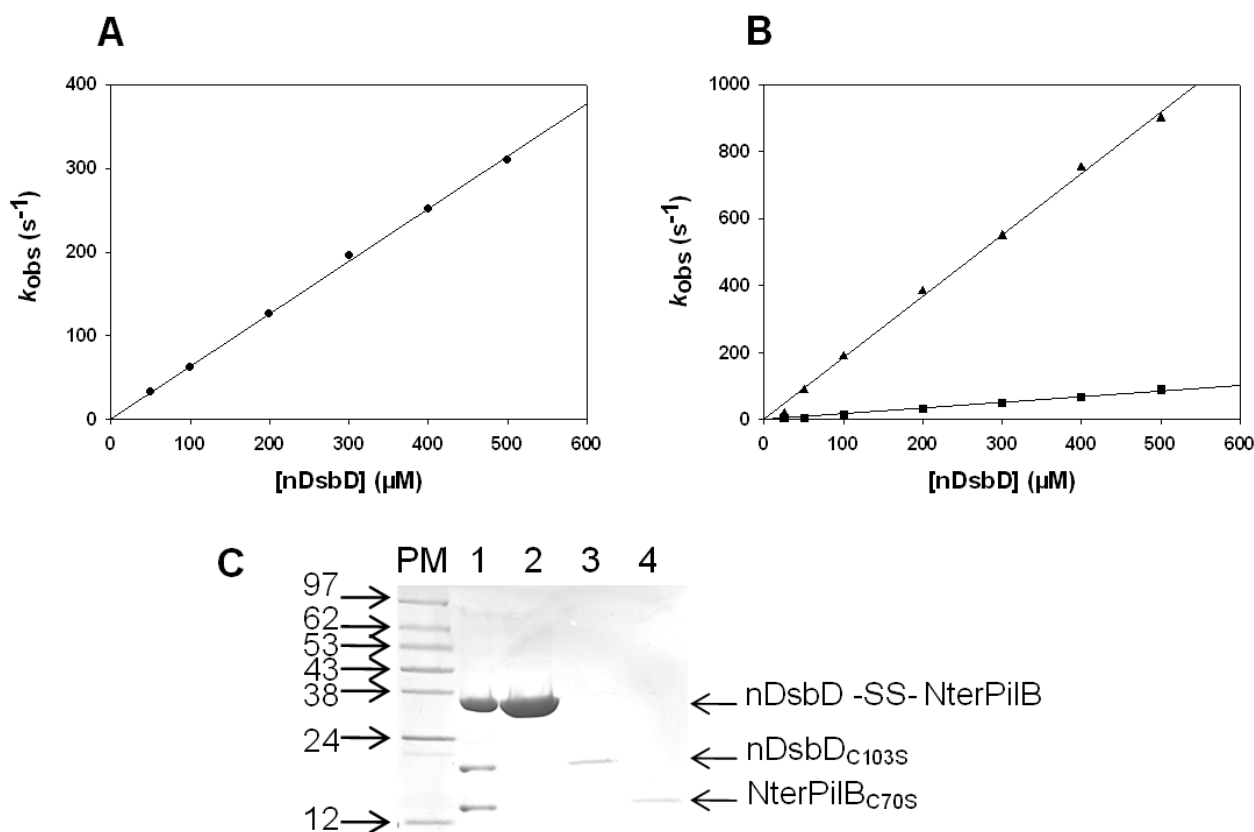 A
400
300
200
100
0
kobs (s-1)
0 100 200 300 400 500 600
[nDsbD] (µM)
B
1000
800
600
400
200
0
kobs (s-1)
0 100 200 300 400 500 600
[nDsbD] (µM)
C
PM 1 2 3 4
97
62
53
43
38
24
12
nDsbD -SS- NterPilB
nDsbDC103S
NterPilBC70S